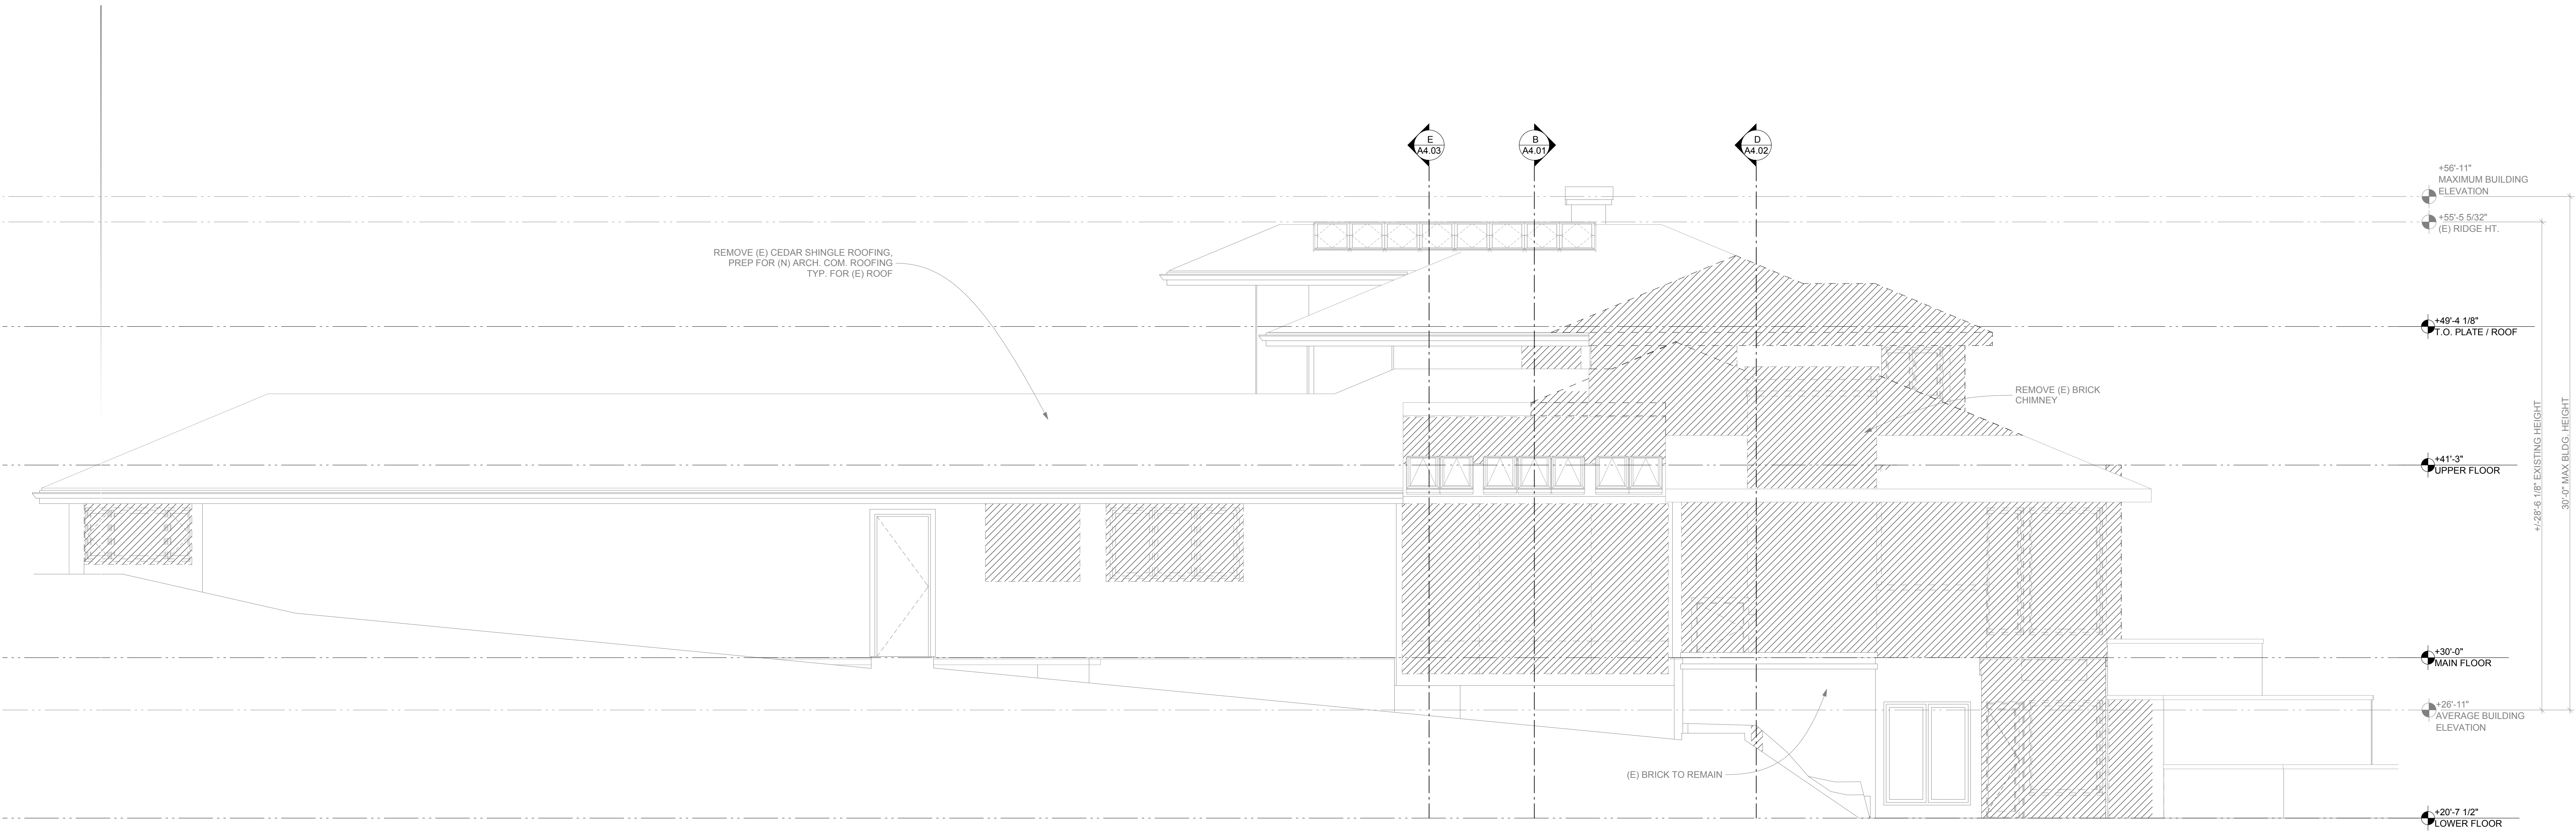 E
A4.03
B
A4.01
D
A4.02
+56'-11"
MAXIMUM BUILDING
ELEVATION
+55'-5 5/32"
(E) RIDGE HT.
REMOVE (E) CEDAR SHINGLE ROOFING,
PREP FOR (N) ARCH. COM. ROOFING
TYP. FOR (E) ROOF
+49'-4 1/8"
T.O. PLATE / ROOF
REMOVE (E) BRICK
CHIMNEY
+41'-3"
UPPER FLOOR
+/-28'-6 1/8" EXISTING HEIGHT
30'-0" MAX BLDG. HEIGHT
+30'-0"
MAIN FLOOR
+26'-11"
AVERAGE BUILDING
ELEVATION
(E) BRICK TO REMAIN
+20'-7 1/2"
LOWER FLOOR